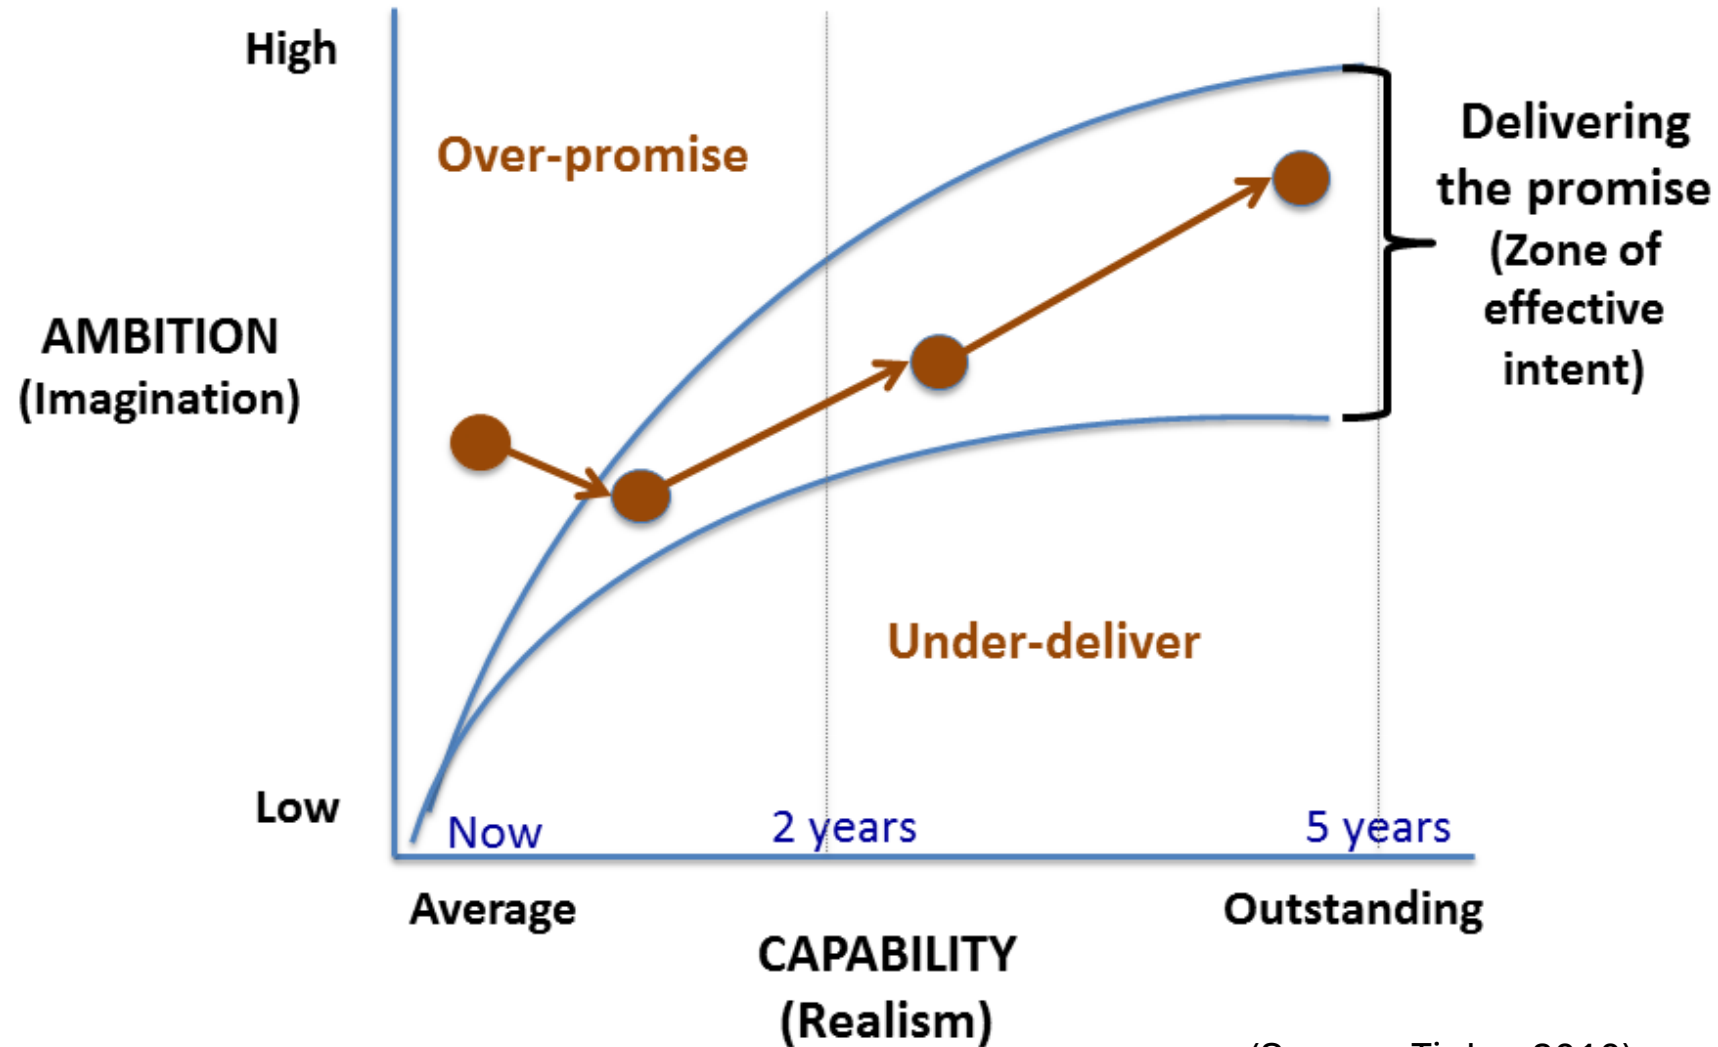 High
Over-promise
Delivering
the promise
(Zone of
effective
intent)
AMBITION
(Imagination)
Under-deliver
Low
Now
2 years
5 years
Average
Outstanding
CAPABILITY
(Realism)